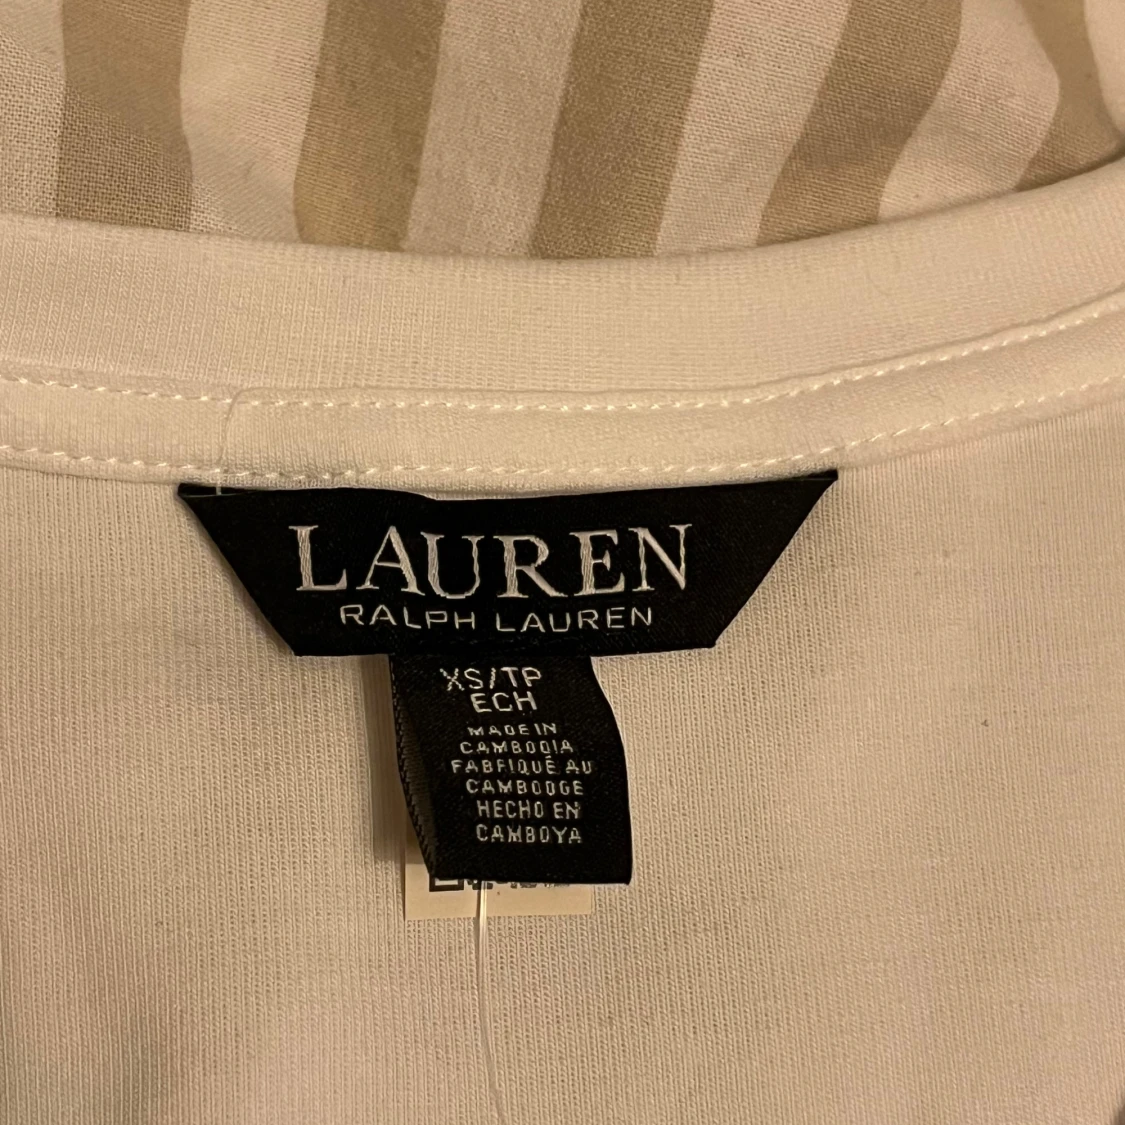 LAUREN
RALPH LAUREN
XS/TP
ECH
MADE IN
CAMBODIA
FABRIQUÉ AU
CAMBODGE
HECHO EN
CAMBOYA